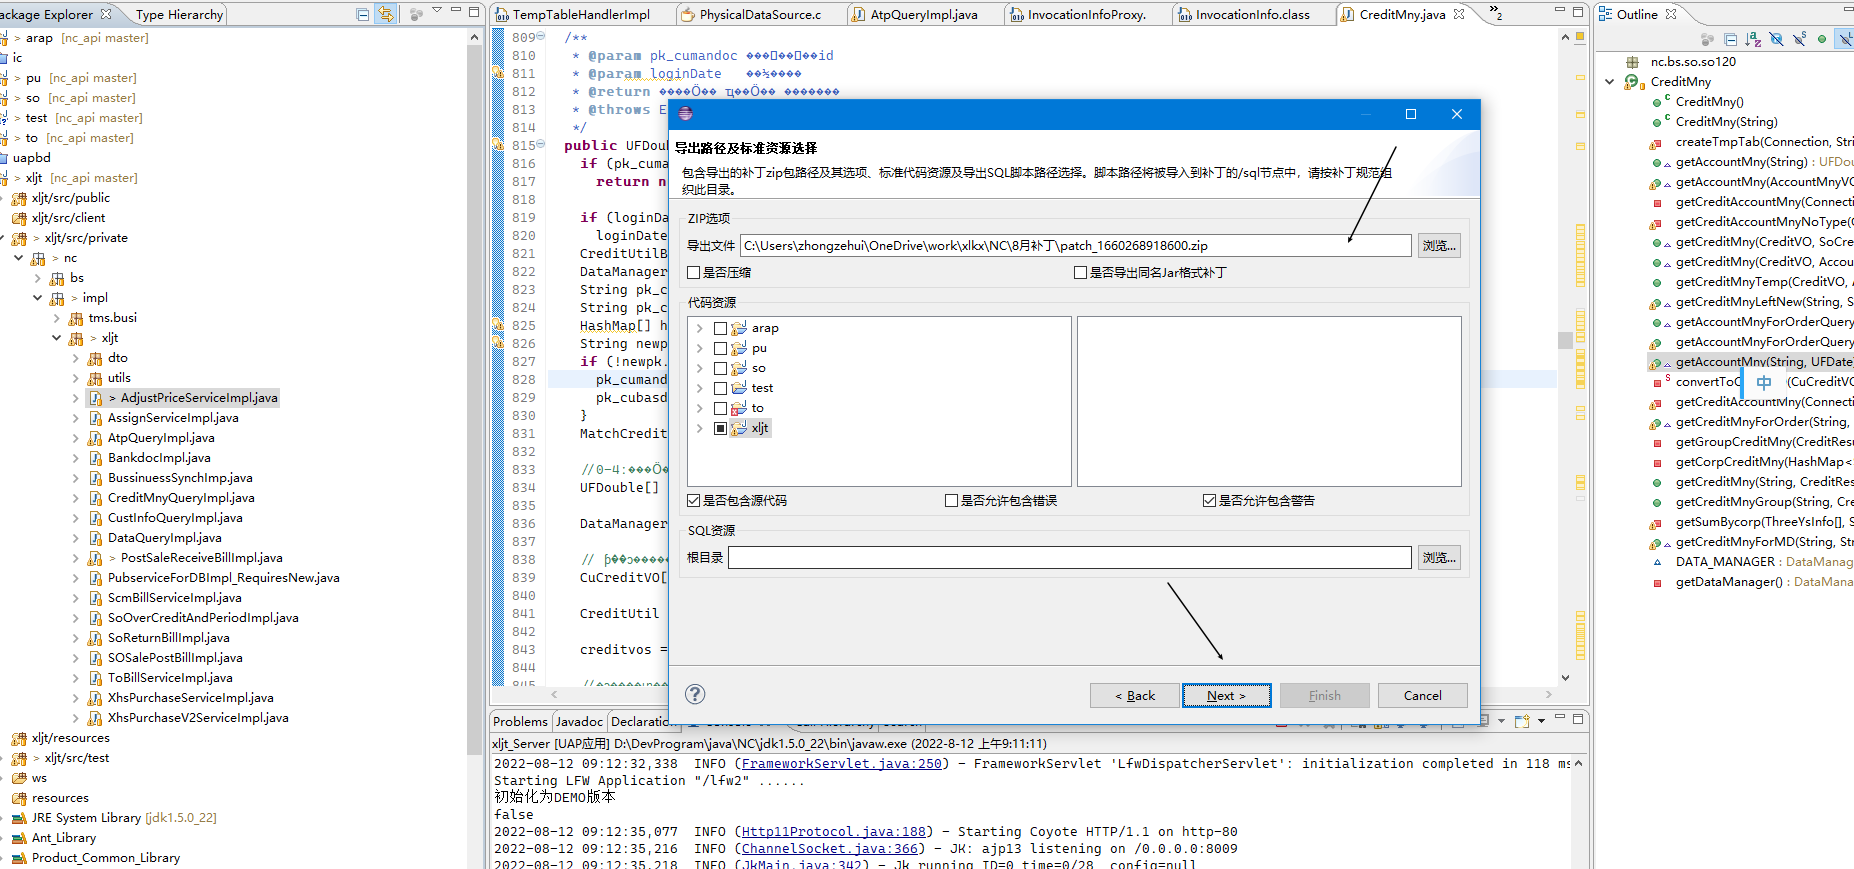 ackage Explorer
Type Hierarchy
> arap [nc_api master]
ic
> pu [nc_api master]
> so [nc_api master]
> test [nc_api master]
> to [nc_api master]
uapbd
> xljt [nc_api master]
xljt/src/public
xljt/src/client
> xljt/src/private
> nc
bs
> impl
tms.busi
> xljt
dto
utils
> AdjustPriceServiceImpl.java
AssignServiceImpl.java
AtpQueryImpl.java
BankdocImpl.java
BussinuessSynchImp.java
CreditMnyQueryImpl.java
CustInfoQueryImpl.java
DataQueryImpl.java
> PostSaleReceiveBillImpl.java
PubserviceForDBImpl_RequiresNew.java
ScmBillServiceImpl.java
SoOverCreditAndPeriodImpl.java
SoReturnBillImpl.java
SOSalePostBillImpl.java
ToBillServiceImpl.java
XhsPurchaseServiceImpl.java
XhsPurchaseV2ServiceImpl.java
xljt/resources
> xljt/src/test
ws
resources
JRE System Library [jdk1.5.0_22]
Ant_Library
Product_Common_Library
TempTableHandlerImpl
PhysicalDataSource.c
AtpQueryImpl.java
InvocationInfoProxy.
InvocationInfo.class
CreditMny.java
»2
809 /**
810 * @param pk_cumandoc ���͵��̵��id
811 * @param loginDate ��½����
812 * @return
813 * @throws E
814 */
815 public UFDou
816 if (pk_cuma
817 return n
818
819 if (loginDa
820 loginDate
821 CreditUtilB
822 DataManager
823 String pk_c
824 String pk_c
825 HashMap[] h
826 String newp
827 if (!newpk.
828 pk_cumand
829 pk_cubasd
830 }
831 MatchCredit
832
833 //0-4:���Ö�
834 UFDouble[]
835
836 DataManager
837
838 //
839 CuCreditVO[
840
841 CreditUtil
842
843 creditvos =
844
845
导出路径及标准资源选择
包含导出的补丁zip包路径及其选项、标准代码资源及导出SQL脚本路径选择。脚本路径将被导入到补丁的/sql节点中，请按补丁规范组
织此目录。
ZIP选项
导出文件 C:\Users\zhongzehui\OneDrive\work\xlkx\NC\8月补丁\patch_1660268918600.zip 浏览...
是否压缩 是否导出同名Jar格式补丁
代码资源
arap
pu
so
test
to
xljt
是否包含源代码 是否允许包含错误 是否允许包含警告
SQL资源
根目录 浏览...
< Back Next > Finish Cancel
Problems Javadoc Declaration
xljt_Server [UAP应用] D:\DevProgram\java\NC\jdk1.5.0_22\bin\javaw.exe (2022-8-12 上午9:11:11)
2022-08-12 09:12:32,338 INFO (FrameworkServlet.java:250) - FrameworkServlet 'LfwDispatcherServlet': initialization completed in 118 ms
Starting LFW Application "/lfw2" ......
初始化为DEMO版本
false
2022-08-12 09:12:35,077 INFO (Http11Protocol.java:188) - Starting Coyote HTTP/1.1 on http-80
2022-08-12 09:12:35,216 INFO (ChannelSocket.java:366) - JK: ajp13 listening on /0.0.0.0:8009
2022-08-12 09:12:35,218 INFO (JkMain.java:342) - Jk running ID=0 time=0/28 config=null
Outline
nc.bs.so.so120
CreditMny
CreditMny()
CreditMny(String)
createTmpTab(Connection, Stri
getAccountMny(String) : UFDou
getAccountMny(AccountMnyVO
getCreditAccountMny(Connecti
getCreditAccountMnyNoType(C
getCreditMny(CreditVO, SoCre
getCreditMny(CreditVO, Accou
getCreditMnyTemp(CreditVO, A
getCreditMnyLeftNew(String, S
getAccountMnyForOrderQuery
getAccountMnyForOrderQuery
getAccountMny(String, UFDate)
convertToC 中 (CuCreditVO
getCreditAccountMny(Connecti
getCreditMnyForOrder(String,
getGroupCreditMny(CreditResu
getCorpCreditMny(HashMap<
getCreditMny(String, CreditRes
getCreditMnyGroup(String, Cre
getSumBycorp(ThreeYsInfo[], S
getCreditMnyForMD(String, Str
DATA_MANAGER : DataManag
getDataManager() : DataMana